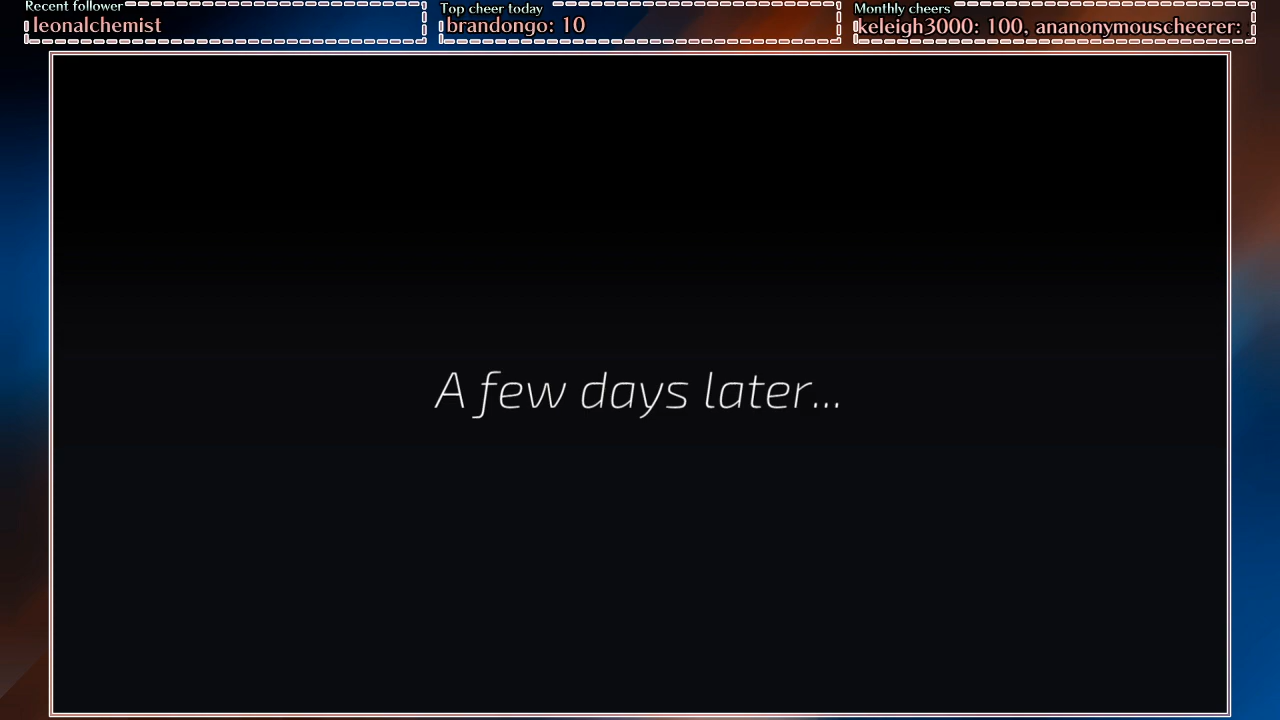 Recent follower
leonalchemist
Top cheer today
brandongo: 10
Monthly cheers
keleigh3000: 100, ananonymouscheerer:
A few days later...